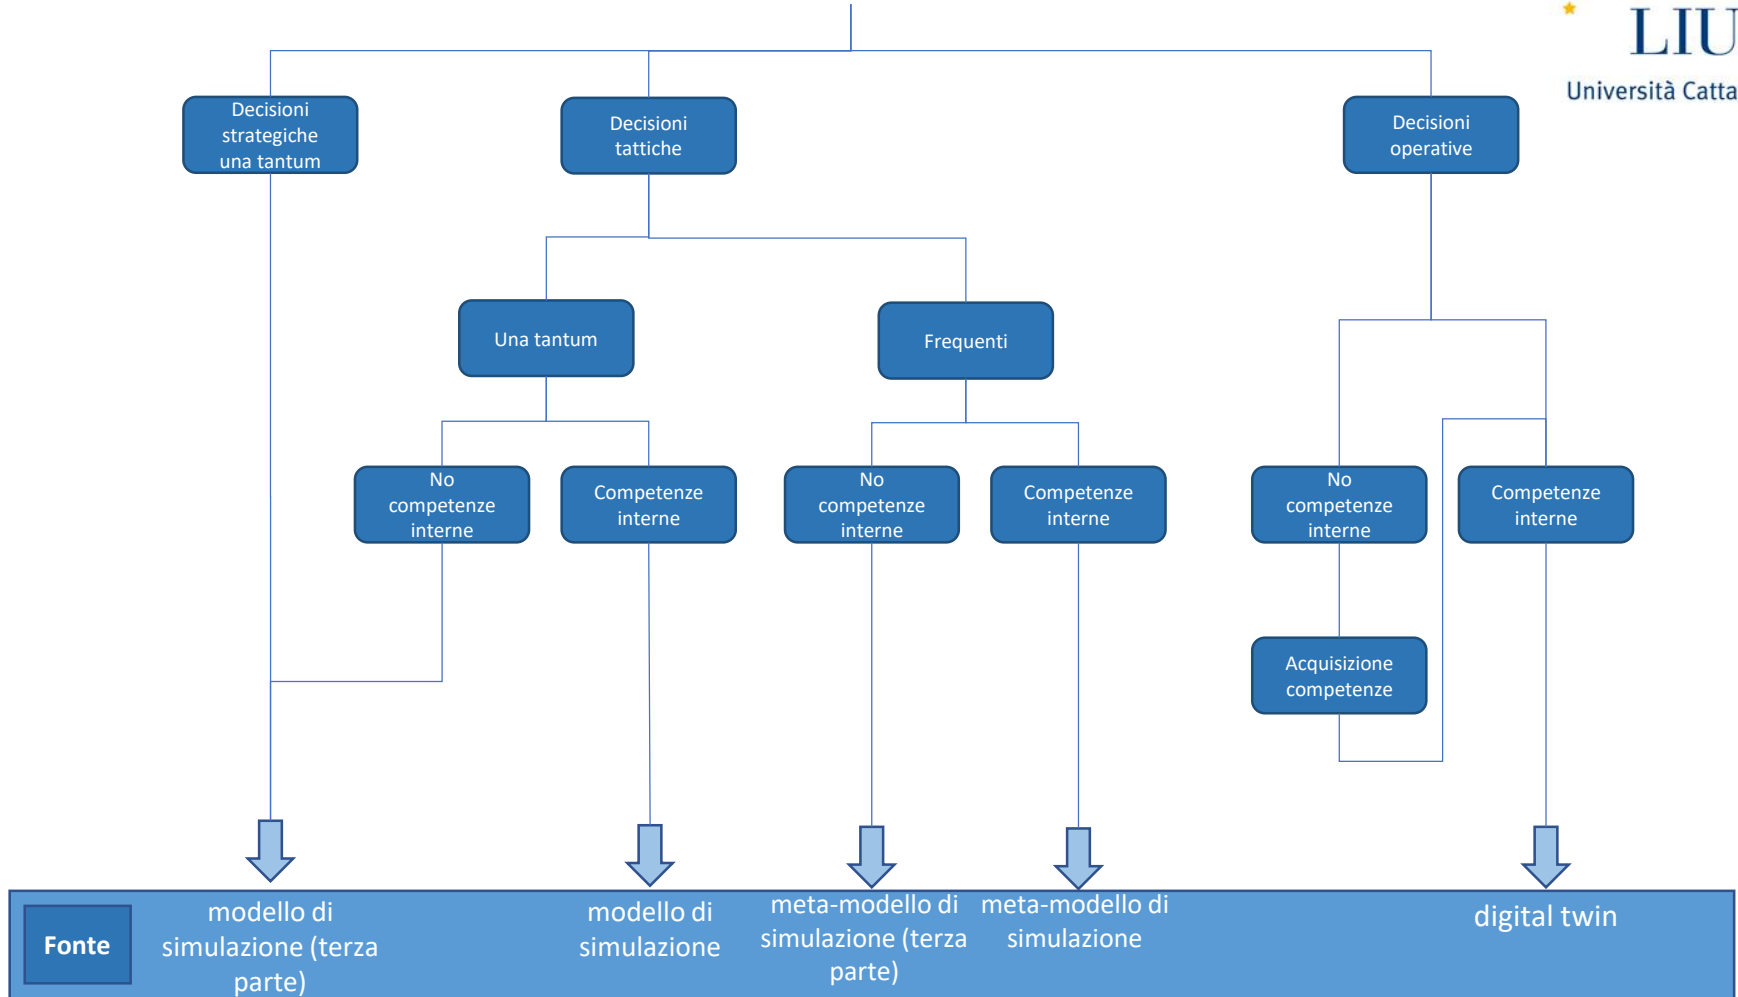 LIU
Università Catta
Decisioni
strategiche
una tantum
Decisioni
tattiche
Decisioni
operative
Una tantum
Frequenti
No
competenze
interne
Competenze
interne
No
competenze
interne
Competenze
interne
No
competenze
interne
Competenze
interne
Acquisizione
competenze
Fonte
modello di
simulazione (terza
parte)
modello di
simulazione
meta-modello di
simulazione (terza
parte)
meta-modello di
simulazione
digital twin